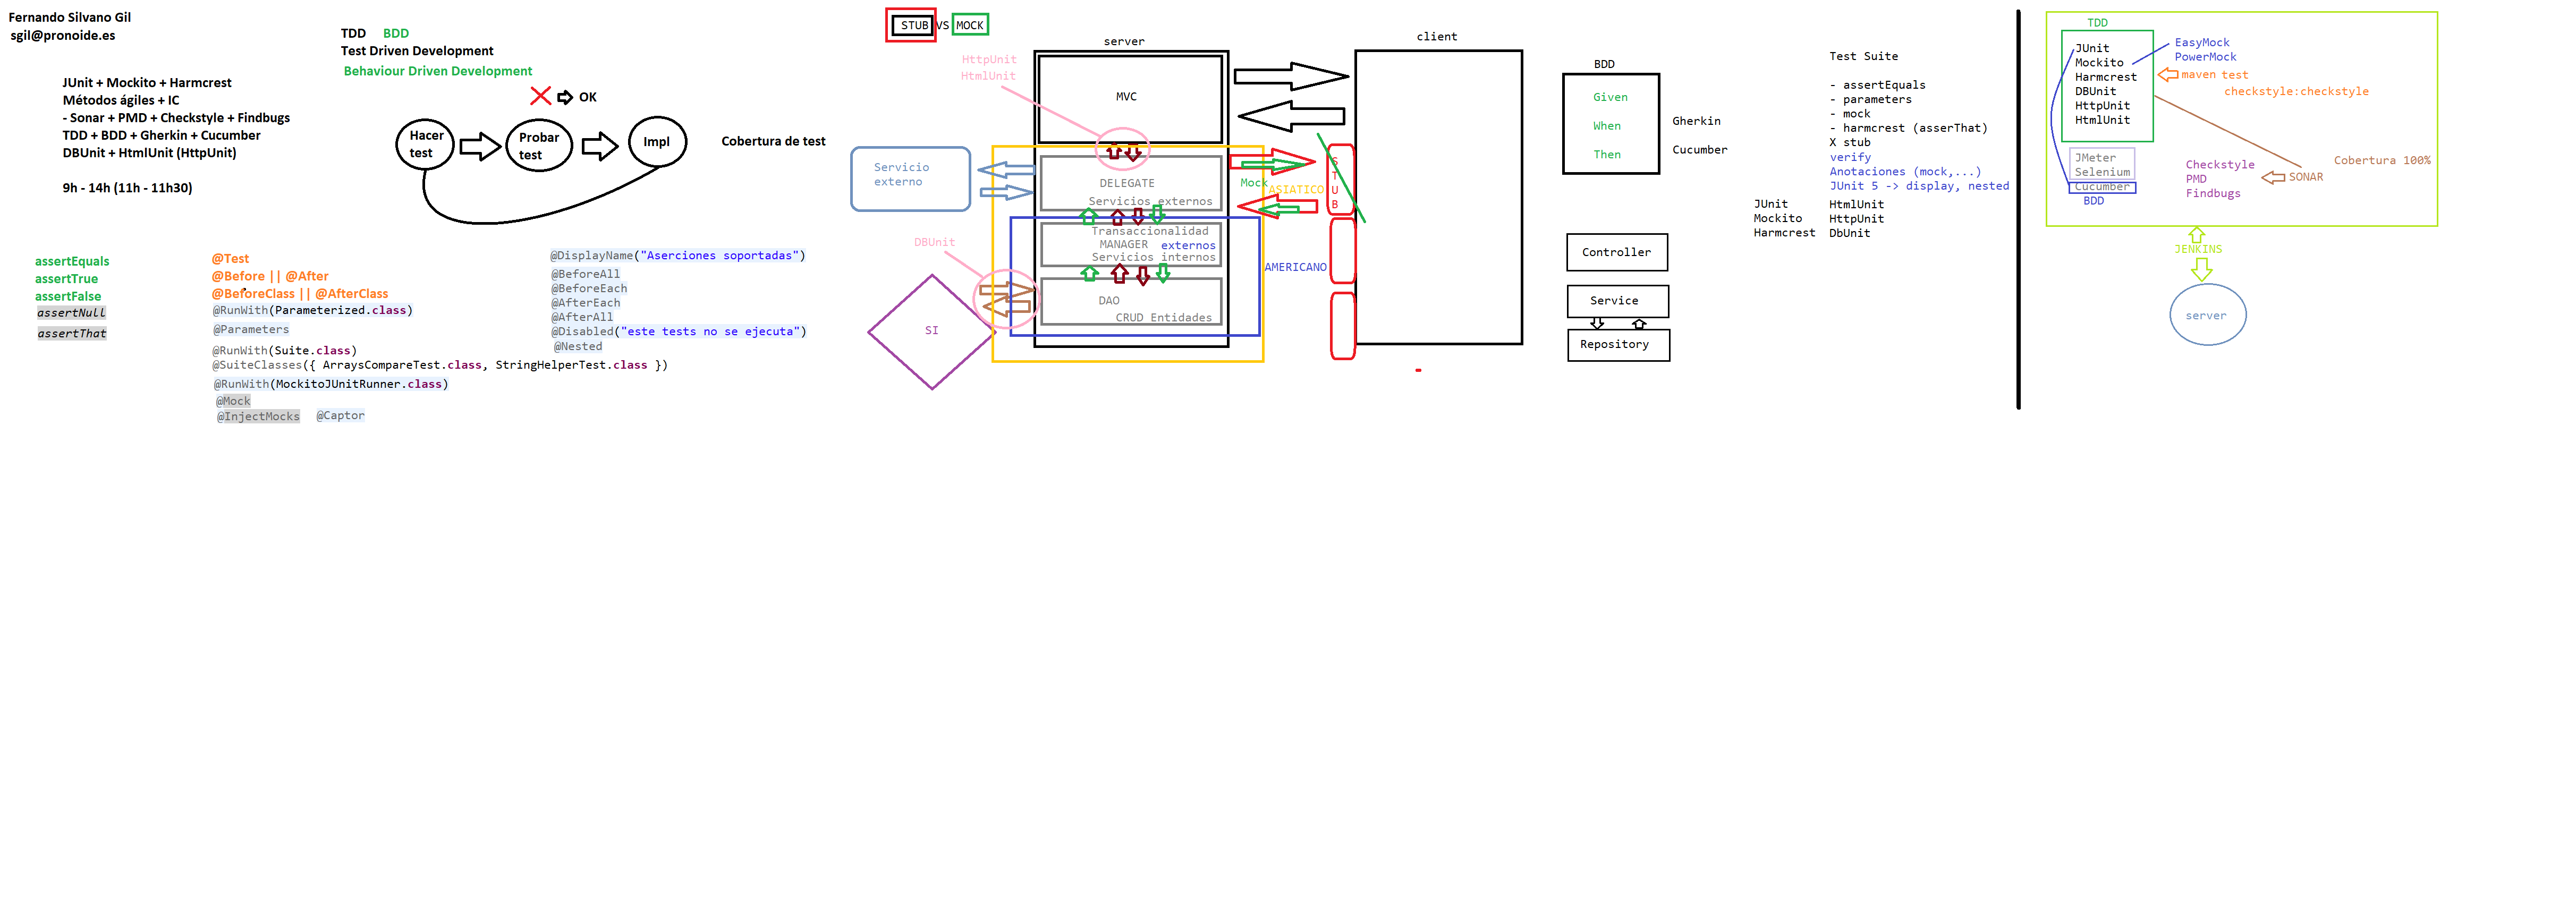 Fernando Silvano Gil
sgil@pronoide.es
JUnit + Mockito + Harmcrest
Métodos ágiles + IC
- Sonar + PMD + Checkstyle + Findbugs
TDD + BDD + Gherkin + Cucumber
DBUnit + HtmlUnit (HttpUnit)
9h - 14h (11h - 11h30)
TDD BDD
Test Driven Development
Behaviour Driven Development
OK
Hacer
test
Probar
test
Impl
Cobertura de test
assertEquals
assertTrue
assertFalse
assertNull
assertThat
@Test
@Before || @After
@BeforeClass || @AfterClass
@RunWith(Parameterized.class)
@Parameters
@RunWith(Suite.class)
@SuiteClasses({ ArraysCompareTest.class, StringHelperTest.class })
@RunWith(MockitoJUnitRunner.class)
@Mock
@InjectMocks @Captor
@DisplayName("Aserciones soportadas")
@BeforeAll
@BeforeEach
@AfterEach
@AfterAll
@Disabled("este tests no se ejecuta")
@Nested
STUB VS MOCK
server
client
HttpUnit
HtmlUnit
MVC
Servicio
externo
DELEGATE
Servicios externos
Mock
ASIATICO
S
T
U
B
Transaccionalidad
MANAGER externos
Servicios internos
AMERICANO
DBUnit
SI
DAO
CRUD Entidades
BDD
Given
When
Then
Gherkin
Cucumber
Controller
Service
Repository
Test Suite
- assertEquals
- parameters
- mock
- harmcrest (asserThat)
X stub
verify
Anotaciones (mock,...)
JUnit 5 -> display, nested
JUnit HtmlUnit
Mockito HttpUnit
Harmcrest DbUnit
TDD
JUnit
Mockito
Harmcrest
DBUnit
HttpUnit
HtmlUnit
EasyMock
PowerMock
maven test
checkstyle:checkstyle
JMeter
Selenium
Cucumber
BDD
Checkstyle
PMD
Findbugs
SONAR
Cobertura 100%
JENKINS
server